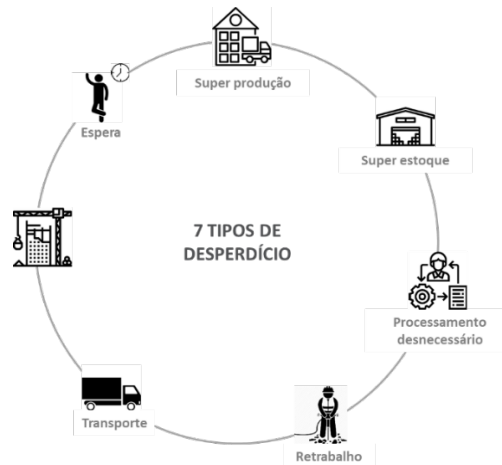 Super produção
Espera
Super estoque
7 TIPOS DE
DESPERDÍCIO
Processamento
desnecessário
Transporte
Retrabalho